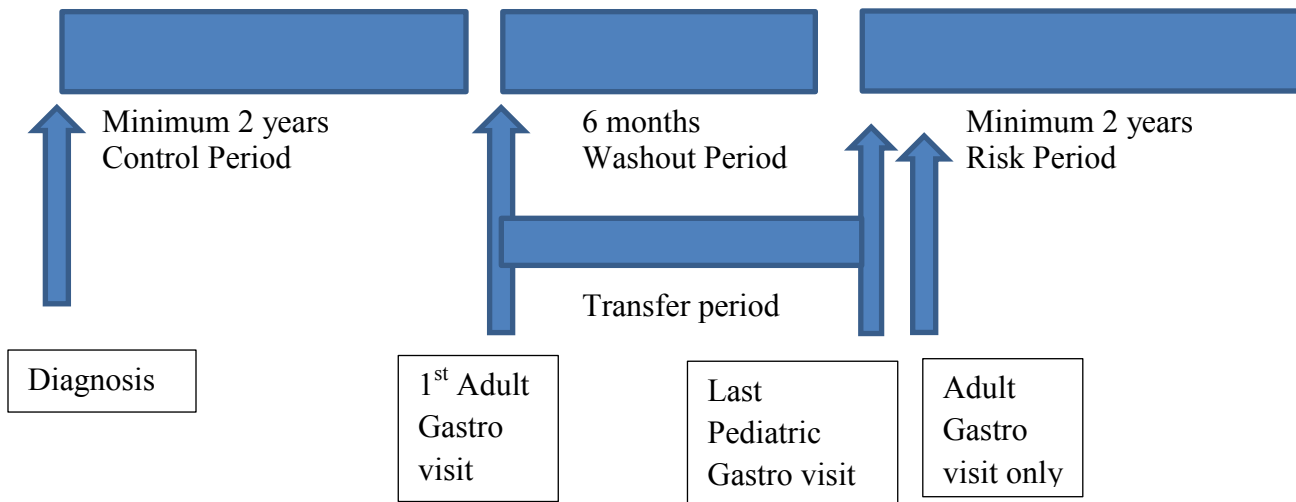 Minimum 2 years
Control Period
6 months
Washout Period
Minimum 2 years
Risk Period
Transfer period
Diagnosis
1st Adult
Gastro
visit
Last
Pediatric
Gastro visit
Adult
Gastro
visit only